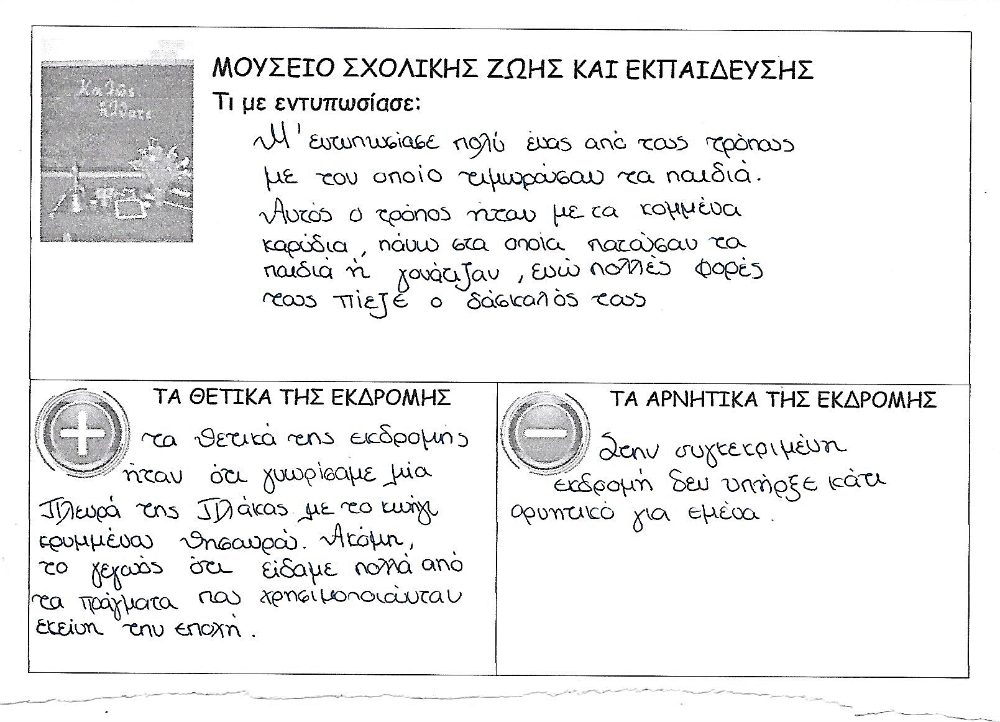 Καθώς
ήλθατε
ΜΟΥΣΕΙΟ ΣΧΟΛΙΚΗΣ ΖΩΗΣ ΚΑΙ ΕΚΠΑΙΔΕΥΣΗΣ
Τι με εντυπωσίασε:
Μ' εντυπωσίασε πολύ ένας από τους τρόπους
με τον οποίο τιμωρούσαν τα παιδιά.
Αυτός ο τρόπος ήταν με τα κομμένα
καρύδια, πάνω στα οποία πατούσαν τα
παιδιά ή γονάτιζαν, ενώ πολλές φορές
τους πίεζε ο δάσκαλός τους
ΤΑ ΘΕΤΙΚΑ ΤΗΣ ΕΚΔΡΟΜΗΣ
τα θετικά της εκδρομής
ήταν ότι γνωρίσαμε μία
Πλευρά της Πλάκας με το κυνήγι
κρυμμένου θησαυρού. Ακόμη,
το γεγονός ότι είδαμε πολλά από
τα πράγματα που χρησιμοποιούνταν
εκείνη την εποχή.
ΤΑ ΑΡΝΗΤΙΚΑ ΤΗΣ ΕΚΔΡΟΜΗΣ
Στην συγκεκριμένη
εκδρομή δεν υπήρξε κάτι
αρνητικό για εμένα.